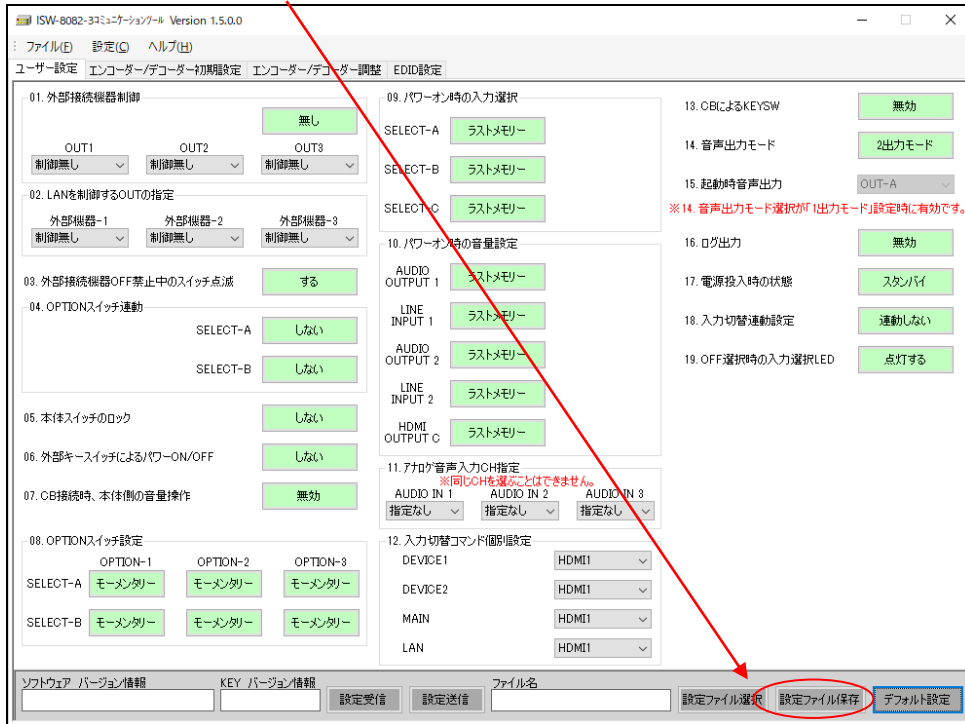 ISW-8082-3コミュニケーションツール Version 1.5.0.0
ファイル(F) 設定(C) ヘルプ(H)
ユーザー設定 エンコーダー/デコーダー初期設定 エンコーダー/デコーダー調整 EDID設定
01. 外部接続機器制御
無し
OUT1 OUT2 OUT3
制御無し 制御無し 制御無し
02. LANを制御するOUTの指定
外部機器-1 外部機器-2 外部機器-3
制御無し 制御無し 制御無し
03. 外部接続機器OFF禁止中のスイッチ点滅 する
04. OPTIONスイッチ連動
SELECT-A しない
SELECT-B しない
05. 本体スイッチのロック しない
06. 外部キースイッチによるパワーON/OFF しない
07. CB接続時、本体側の音量操作 無効
08. OPTIONスイッチ設定
OPTION-1 OPTION-2 OPTION-3
SELECT-A モーメンタリー モーメンタリー モーメンタリー
SELECT-B モーメンタリー モーメンタリー モーメンタリー
09. パワーオン時の入力選択
SELECT-A ラストメモリー
SELECT-B ラストメモリー
SELECT-C ラストメモリー
10. パワーオン時の音量設定
AUDIO
OUTPUT 1 ラストメモリー
LINE
INPUT 1 ラストメモリー
AUDIO
OUTPUT 2 ラストメモリー
LINE
INPUT 2 ラストメモリー
HDMI
OUTPUT C ラストメモリー
11. アナログ音声入力CH指定
※同じCHを選ぶことはできません。
AUDIO IN 1 AUDIO IN 2 AUDIO IN 3
指定なし 指定なし 指定なし
12. 入力切替コマンド個別設定
DEVICE1 HDMI1
DEVICE2 HDMI1
MAIN HDMI1
LAN HDMI1
13. CBによるKEYSW 無効
14. 音声出力モード 2出力モード
15. 起動時音声出力 OUT-A
※14. 音声出力モード選択が「1出力モード」設定時に有効です。
16. ログ出力 無効
17. 電源投入時の状態 スタンバイ
18. 入力切替連動設定 連動しない
19. OFF選択時の入力選択LED 点灯する
ソフトウェア バージョン情報 KEY バージョン情報 ファイル名
設定受信 設定送信 設定ファイル選択 設定ファイル保存 デフォルト設定